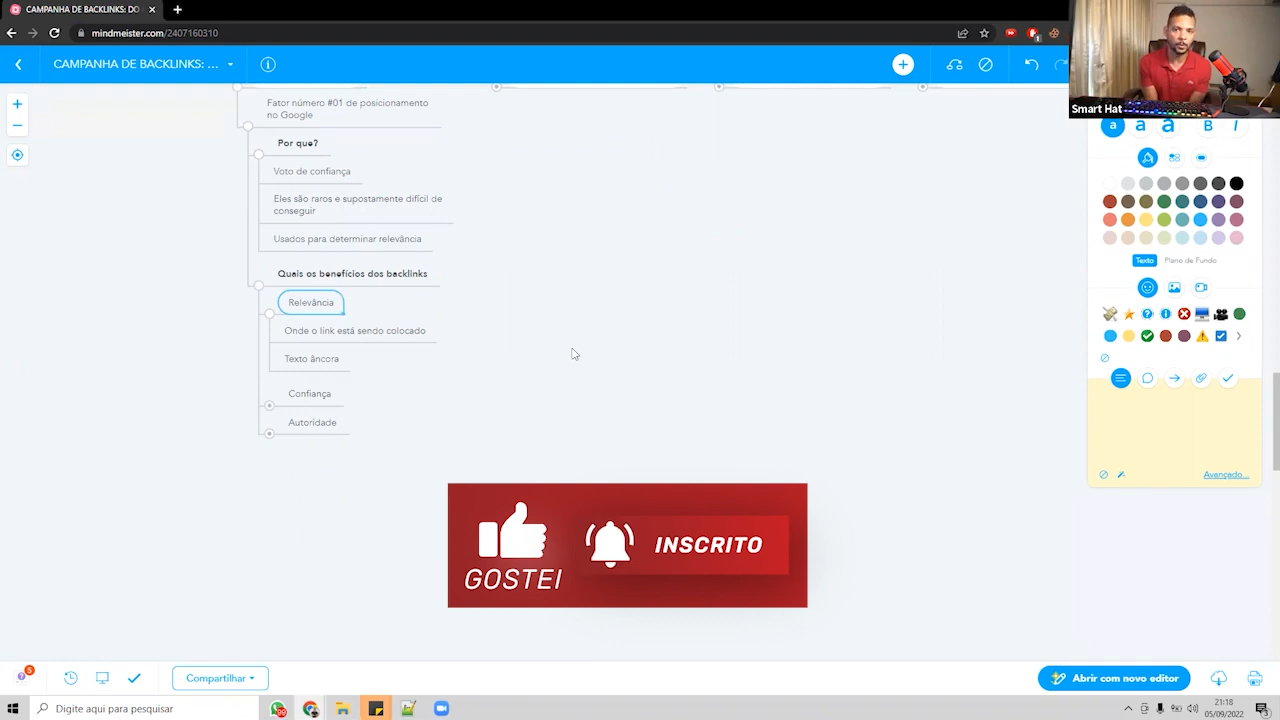 CAMPANHA DE BACKLINKS: DO
mindmeister.com/2407160310
CAMPANHA DE BACKLINKS: ...
Smart Hat
Fator número #01 de posicionamento
no Google
Por que?
Voto de confiança
Eles são raros e supostamente difícil de
conseguir
Usados para determinar relevância
Quais os benefícios dos backlinks
Relevância
Onde o link está sendo colocado
Texto âncora
Confiança
Autoridade
a a a B I
Texto Plano de Fundo
Avançado...
GOSTEI
INSCRITO
5
Compartilhar
Abrir com novo editor
Digite aqui para pesquisar
21:18
05/09/2022